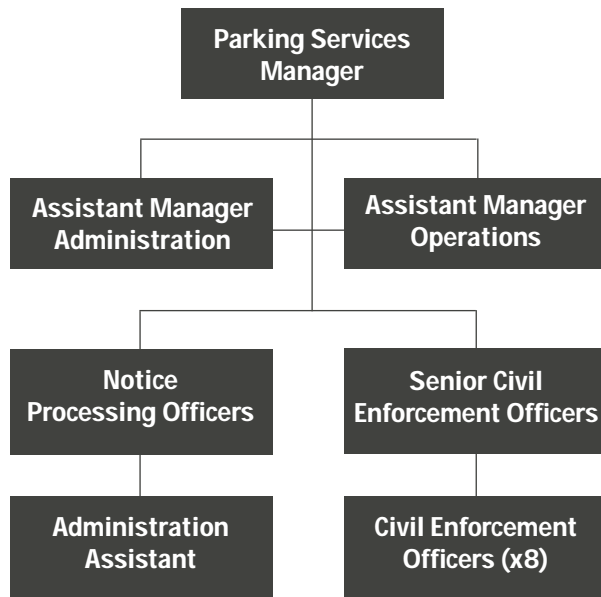 Parking Services
Manager
Assistant Manager
Administration
Assistant Manager
Operations
Notice
Processing Officers
Senior Civil
Enforcement Officers
Administration
Assistant
Civil Enforcement
Officers (x8)